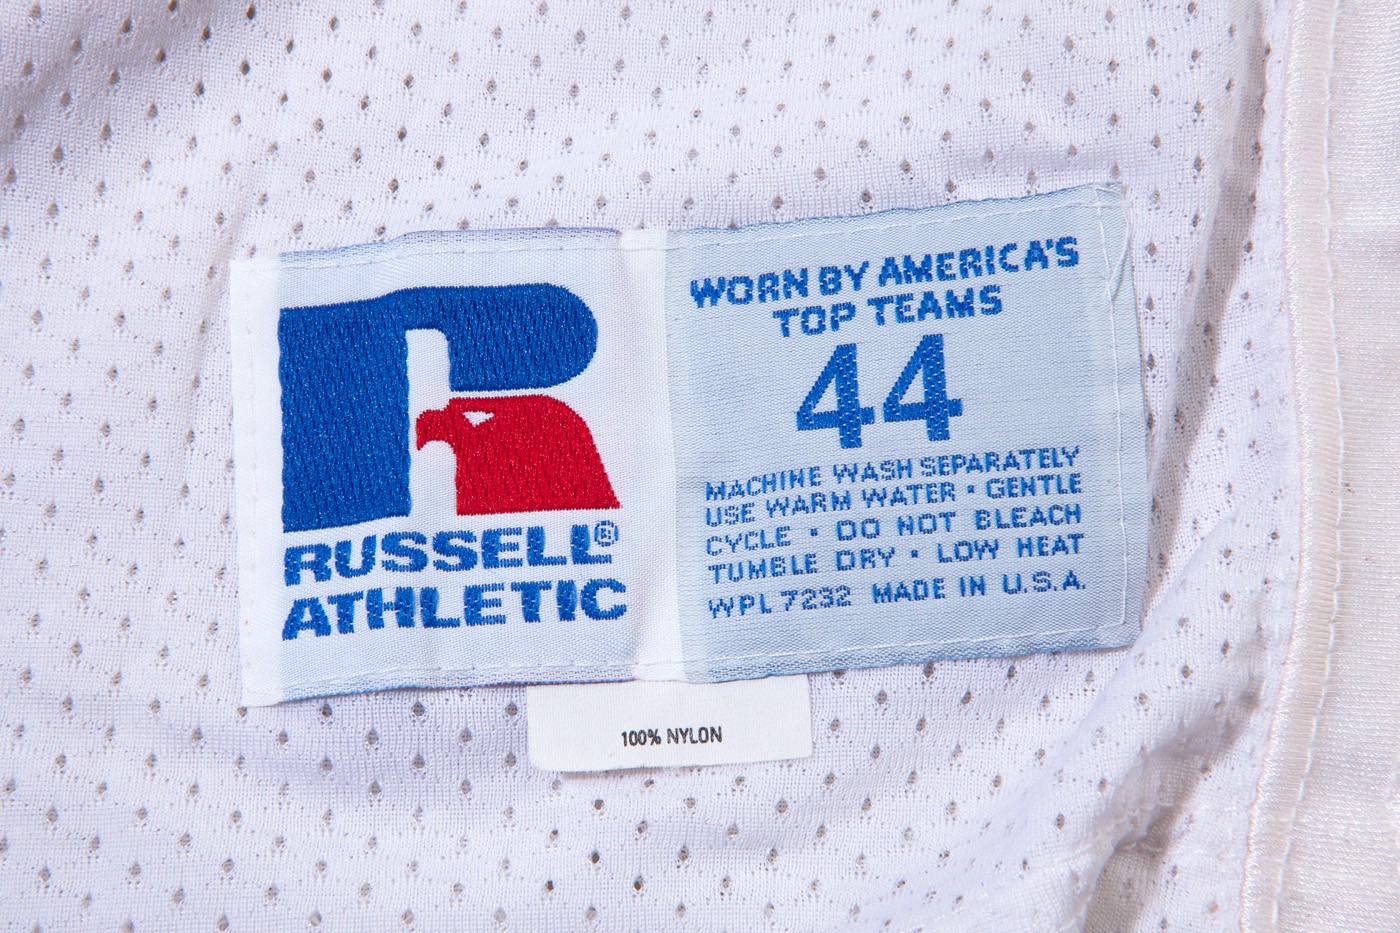 RUSSELL®
ATHLETIC
WORN BY AMERICA'S
TOP TEAMS
44
MACHINE WASH SEPARATELY
USE WARM WATER • GENTLE
CYCLE • DO NOT BLEACH
TUMBLE DRY • LOW HEAT
WPL 7232 MADE IN U.S.A.
100% NYLON